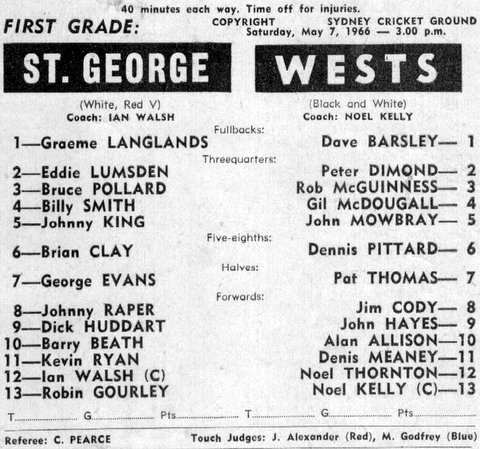 40 minutes each way. Time off for injuries.
FIRST GRADE: COPYRIGHT SYDNEY CRICKET GROUND
Saturday, May 7, 1966 — 3.00 p.m.
ST. GEORGE WESTS
(White, Red V) (Black and White)
Coach: IAN WALSH Coach: NOEL KELLY
Fullbacks:
1—Graeme LANGLANDS Dave BARSLEY— 1
Threequarters:
2—Eddie LUMSDEN Peter DIMOND— 2
3—Bruce POLLARD Rob McGUINNESS— 3
4—Billy SMITH Gil McDOUGALL— 4
5—Johnny KING John MOWBRAY— 5
Five-eighths:
6—Brian CLAY Dennis PITTARD— 6
Halves:
7—George EVANS Pat THOMAS— 7
Forwards:
8—Johnny RAPER Jim CODY— 8
9—Dick HUDDART John HAYES— 9
10—Barry BEATH Alan ALLISON—10
11—Kevin RYAN Denis MEANEY—11
12—Ian WALSH (C) Noel THORNTON—12
13—Robin GOURLEY Noel KELLY (C)—13
T............ G............ Pts............ T............ G............ Pts............
Referee: C. PEARCE Touch Judges: J. Alexander (Red), M. Godfrey (Blue)